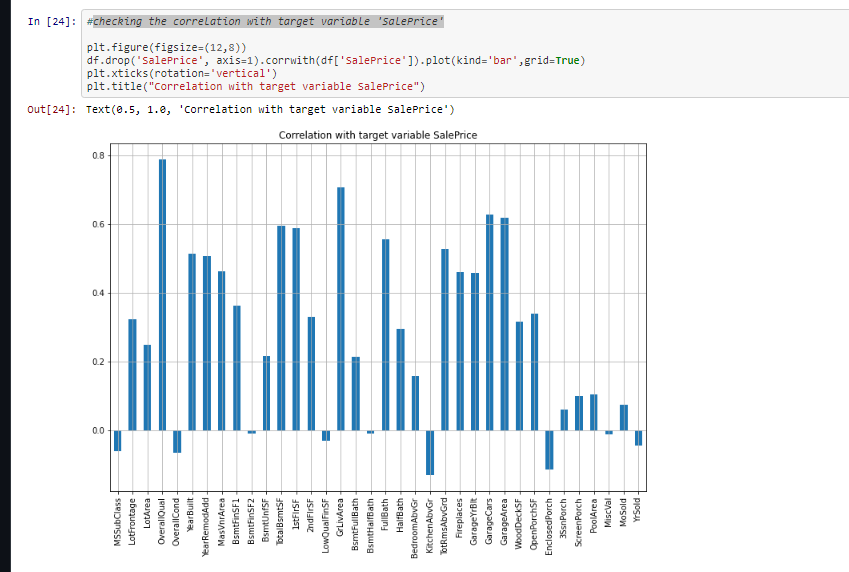 In [24]: #checking the correlation with target variable 'SalePrice'
plt.figure(figsize=(12,8))
df.drop('SalePrice', axis=1).corrwith(df['SalePrice']).plot(kind='bar',grid=True)
plt.xticks(rotation='vertical')
plt.title("Correlation with target variable SalePrice")
Out[24]: Text(0.5, 1.0, 'Correlation with target variable SalePrice')
Correlation with target variable SalePrice
0.8
0.6
0.4
0.2
0.0
MSSubClass
LotFrontage
LotArea
OverallQual
OverallCond
YearBuilt
YearRemodAdd
MasVnrArea
BsmtFinSF1
BsmtFinSF2
BsmtUnfSF
TotalBsmtSF
1stFlrSF
2ndFlrSF
LowQualFinSF
GrLivArea
BsmtFullBath
BsmtHalfBath
FullBath
HalfBath
BedroomAbvGr
KitchenAbvGr
TotRmsAbvGrd
Fireplaces
GarageYrBlt
GarageCars
GarageArea
WoodDeckSF
OpenPorchSF
EnclosedPorch
3SsnPorch
ScreenPorch
PoolArea
MiscVal
MoSold
YrSold